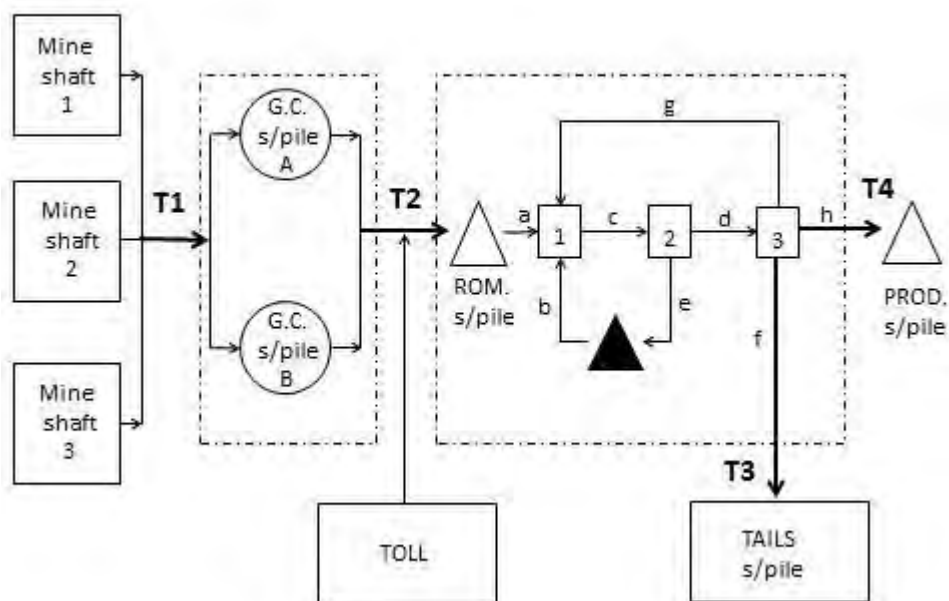 Mine
shaft
1
Mine
shaft
2
Mine
shaft
3
T1
G.C.
s/pile
A
G.C.
s/pile
B
T2
TOLL
ROM.
s/pile
a
1
b
c
2
e
d
g
3
h
f
T3
TAILS
s/pile
T4
PROD.
s/pile